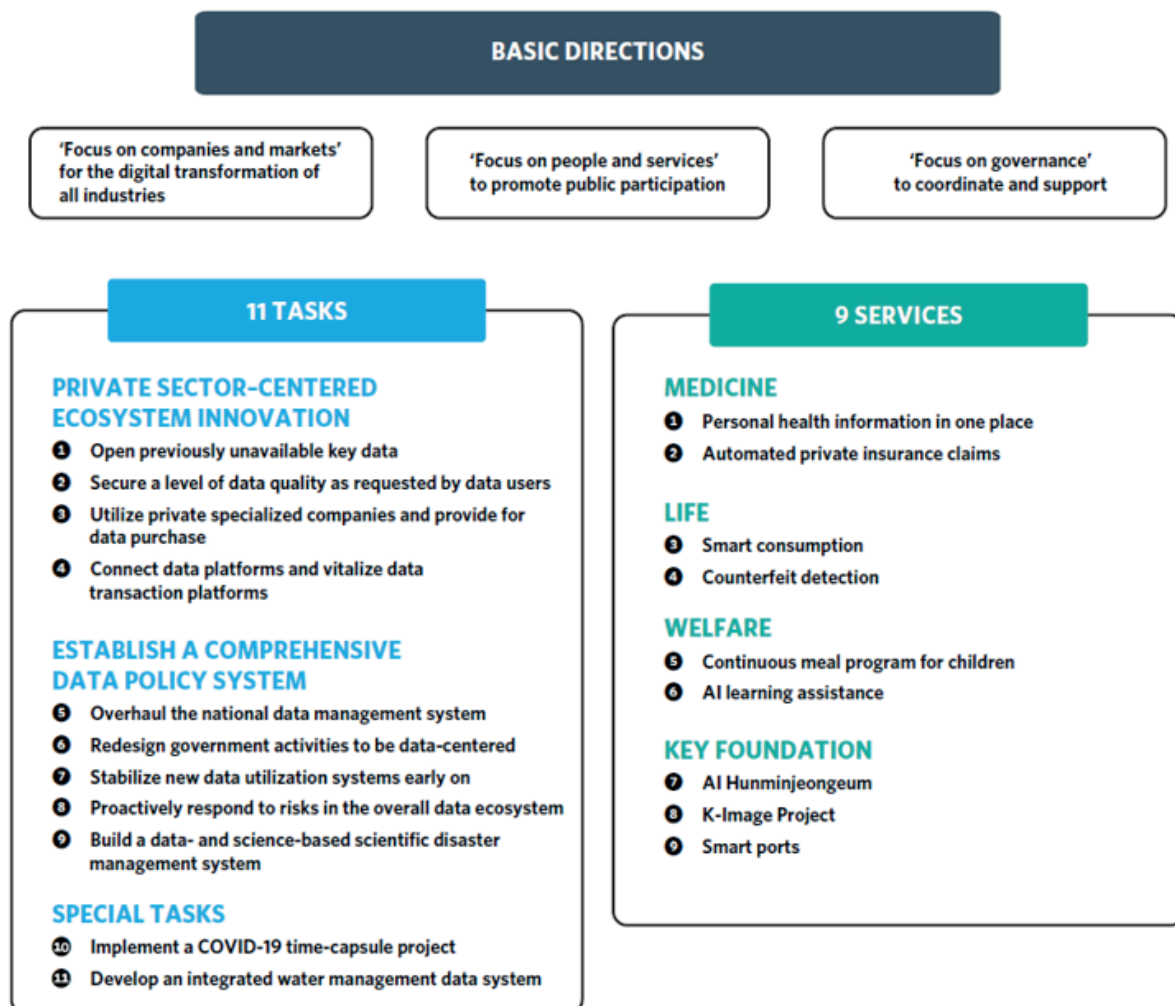 BASIC DIRECTIONS
‘Focus on companies and markets’
for the digital transformation of
all industries
‘Focus on people and services’
to promote public participation
‘Focus on governance’
to coordinate and support
11 TASKS
PRIVATE SECTOR–CENTERED
ECOSYSTEM INNOVATION
1 Open previously unavailable key data
2 Secure a level of data quality as requested by data users
3 Utilize private specialized companies and provide for
data purchase
4 Connect data platforms and vitalize data
transaction platforms
ESTABLISH A COMPREHENSIVE
DATA POLICY SYSTEM
5 Overhaul the national data management system
6 Redesign government activities to be data-centered
7 Stabilize new data utilization systems early on
8 Proactively respond to risks in the overall data ecosystem
9 Build a data- and science-based scientific disaster
management system
SPECIAL TASKS
10 Implement a COVID-19 time-capsule project
11 Develop an integrated water management data system
9 SERVICES
MEDICINE
1 Personal health information in one place
2 Automated private insurance claims
LIFE
3 Smart consumption
4 Counterfeit detection
WELFARE
5 Continuous meal program for children
6 AI learning assistance
KEY FOUNDATION
7 AI Hunminjeongeum
8 K-Image Project
9 Smart ports